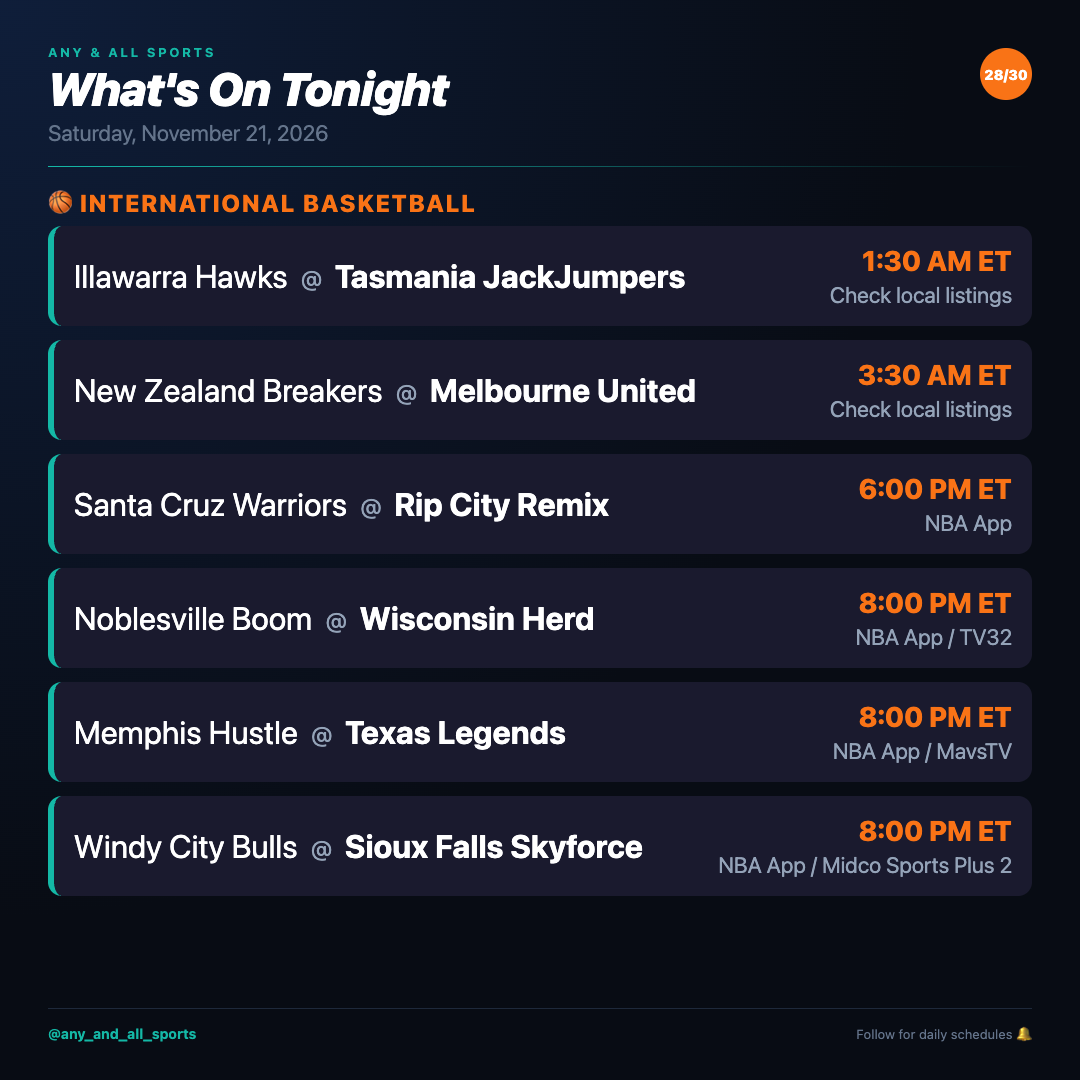 ANY & ALL SPORTS
What's On Tonight
28/30
Saturday, November 21, 2026
🏀 INTERNATIONAL BASKETBALL
Illawarra Hawks @ Tasmania JackJumpers
1:30 AM ET
Check local listings
New Zealand Breakers @ Melbourne United
3:30 AM ET
Check local listings
Santa Cruz Warriors @ Rip City Remix
6:00 PM ET
NBA App
Noblesville Boom @ Wisconsin Herd
8:00 PM ET
NBA App / TV32
Memphis Hustle @ Texas Legends
8:00 PM ET
NBA App / MavsTV
Windy City Bulls @ Sioux Falls Skyforce
8:00 PM ET
NBA App / Midco Sports Plus 2
@any_and_all_sports
Follow for daily schedules 🔔